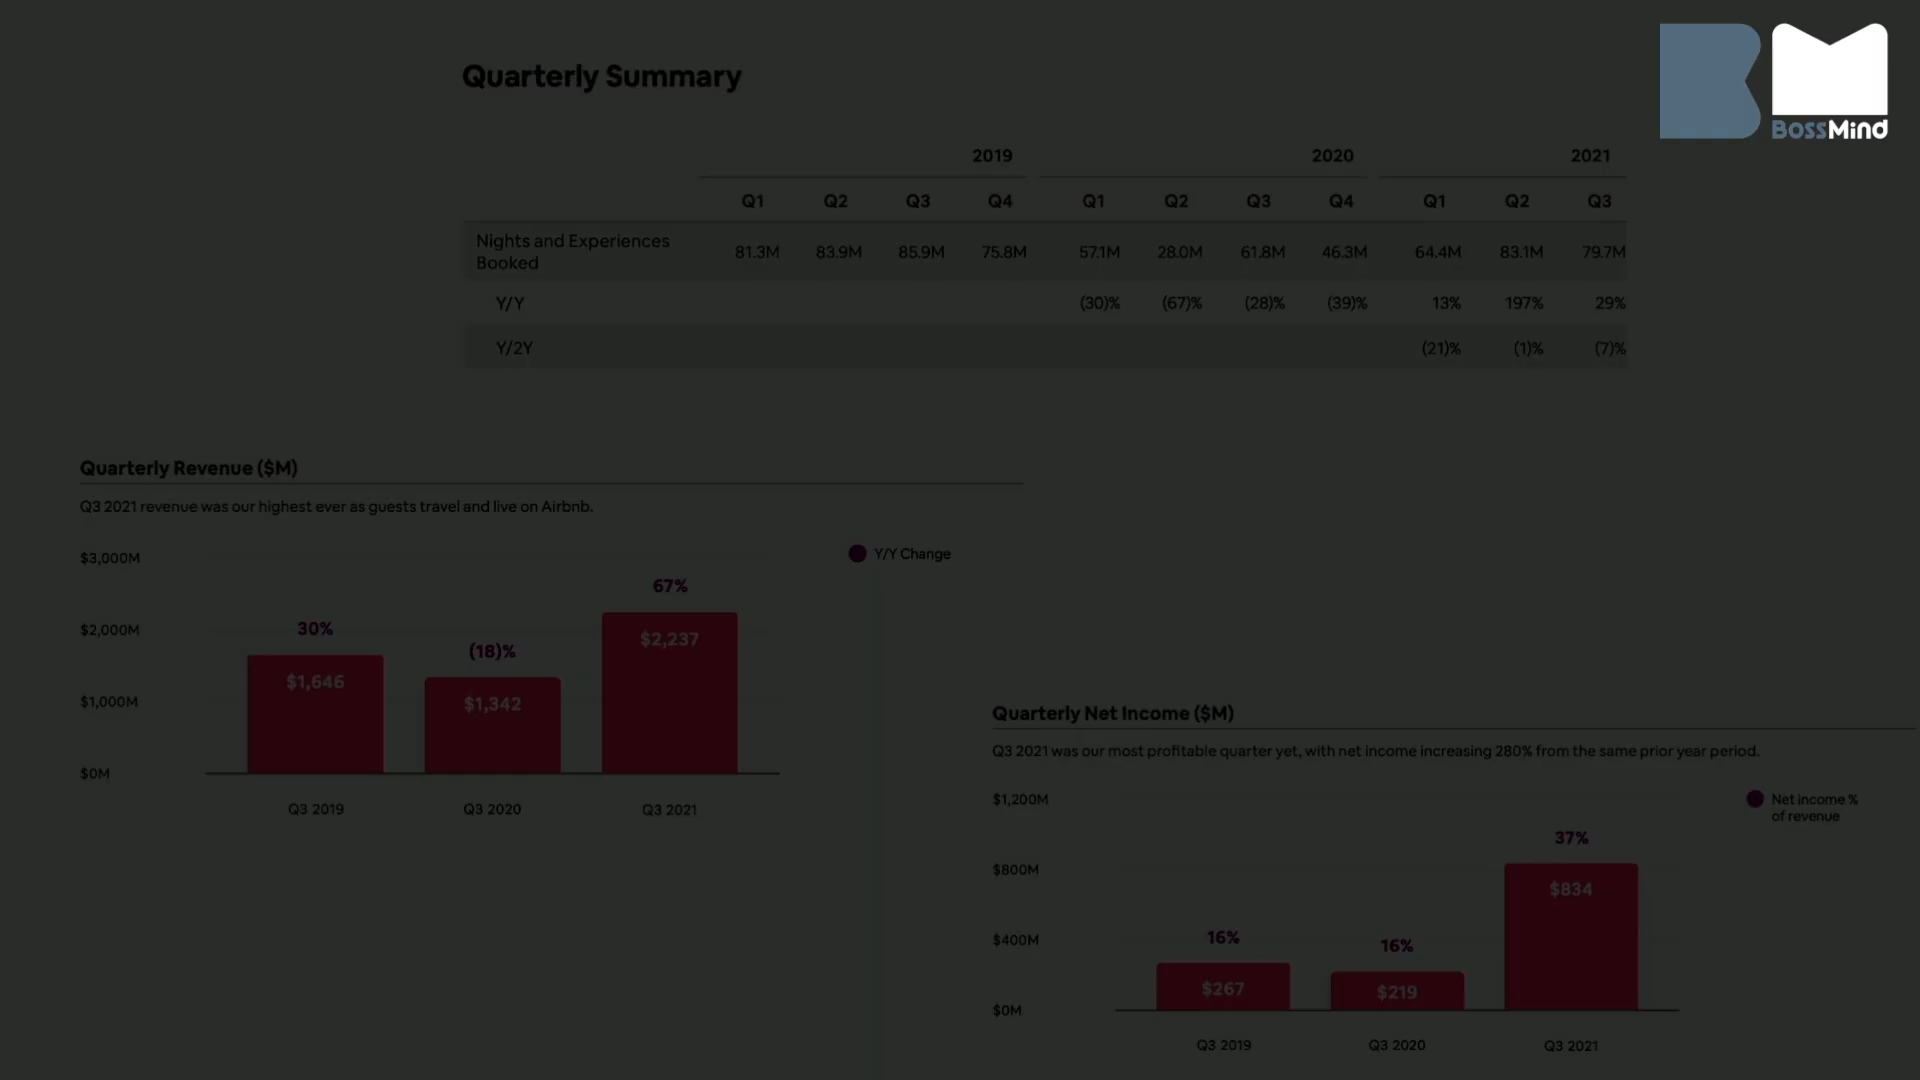 BossMind
Quarterly Summary
2019 2020 2021
Q1 Q2 Q3 Q4 Q1 Q2 Q3 Q4 Q1 Q2 Q3
Nights and Experiences
Booked
81.3M 83.9M 85.9M 75.8M 57.1M 28.0M 61.8M 46.3M 64.4M 83.1M 79.7M
Y/Y (30)% (67)% (28)% (39)% 13% 197% 29%
Y/2Y (21)% (1)% (7)%
Quarterly Revenue ($M)
Q3 2021 revenue was our highest ever as guests travel and live on Airbnb.
$3,000M
$2,000M
$1,000M
$0M
Y/Y Change
30% (18)% 67%
$1,646 $1,342 $2,237
Q3 2019 Q3 2020 Q3 2021
Quarterly Net Income ($M)
Q3 2021 was our most profitable quarter yet, with net income increasing 280% from the same prior year period.
$1,200M
$800M
$400M
$0M
Net income %
of revenue
16% 16% 37%
$267 $219 $834
Q3 2019 Q3 2020 Q3 2021